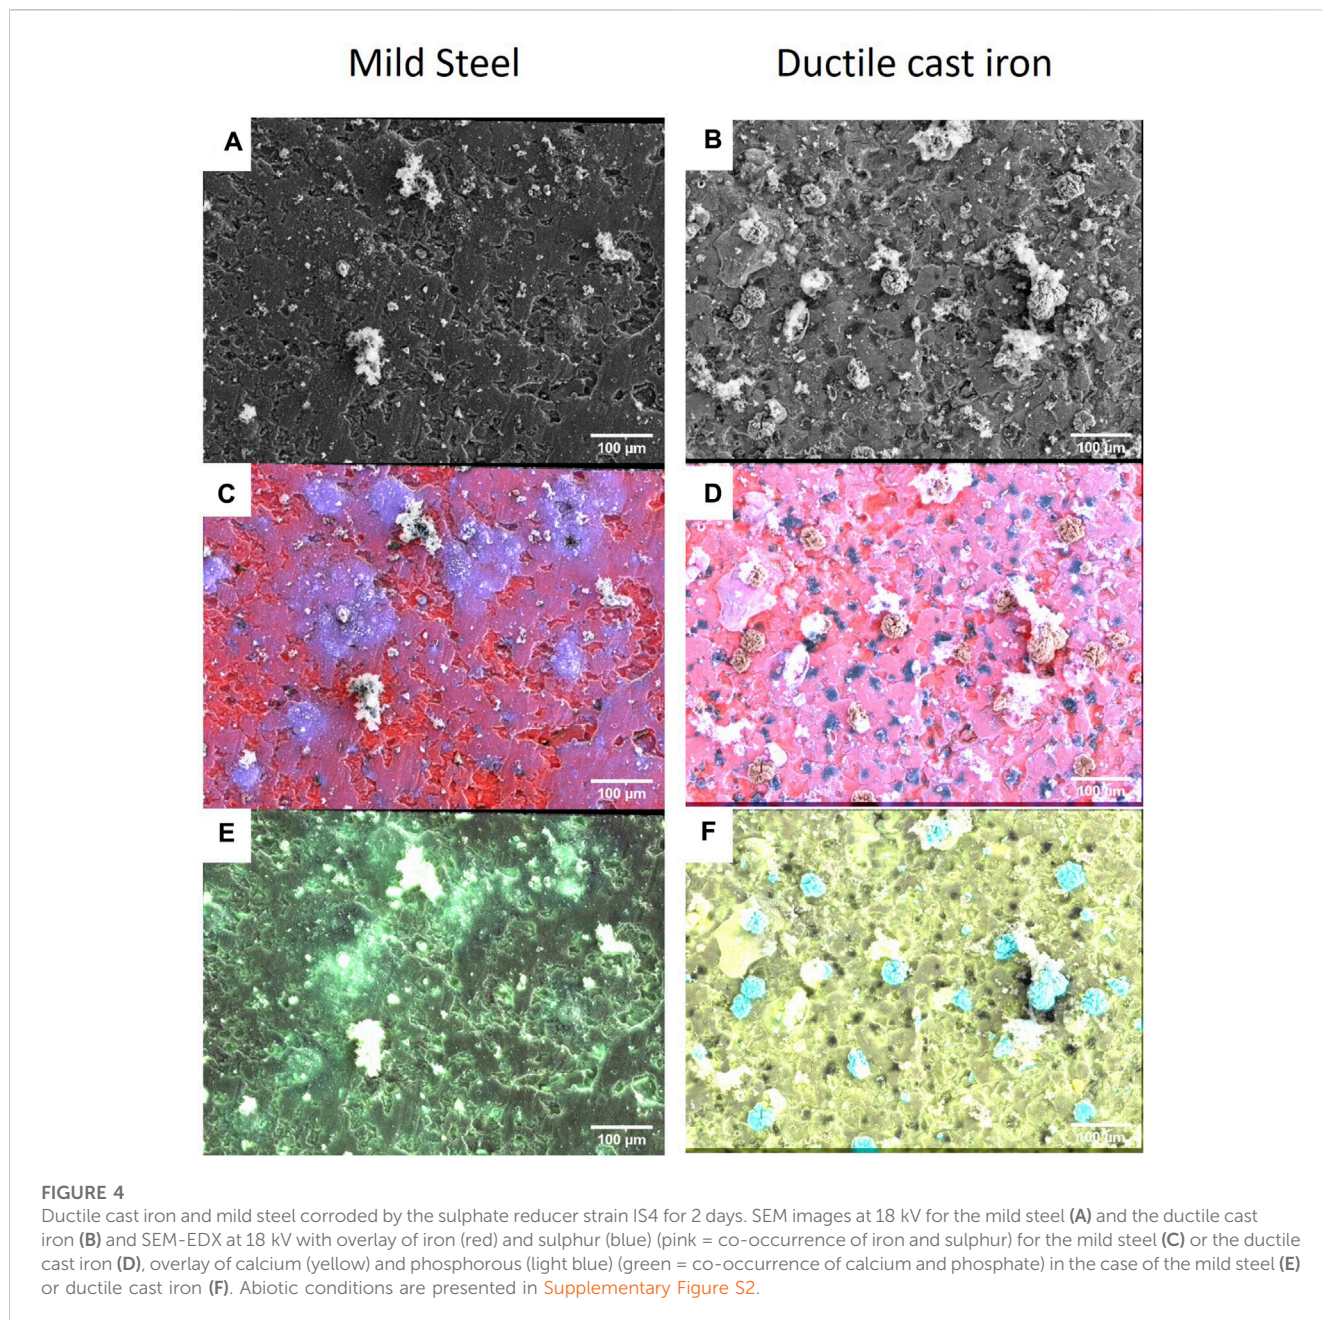 Mild Steel
Ductile cast iron
A
B
100 µm
100 µm
C
D
100 µm
100 µm
E
F
100 µm
100 µm
FIGURE 4
Ductile cast iron and mild steel corroded by the sulphate reducer strain IS4 for 2 days. SEM images at 18 kV for the mild steel (A) and the ductile cast
iron (B) and SEM-EDX at 18 kV with overlay of iron (red) and sulphur (blue) (pink = co-occurrence of iron and sulphur) for the mild steel (C) or the ductile
cast iron (D), overlay of calcium (yellow) and phosphorous (light blue) (green = co-occurrence of calcium and phosphate) in the case of the mild steel (E)
or ductile cast iron (F). Abiotic conditions are presented in Supplementary Figure S2.